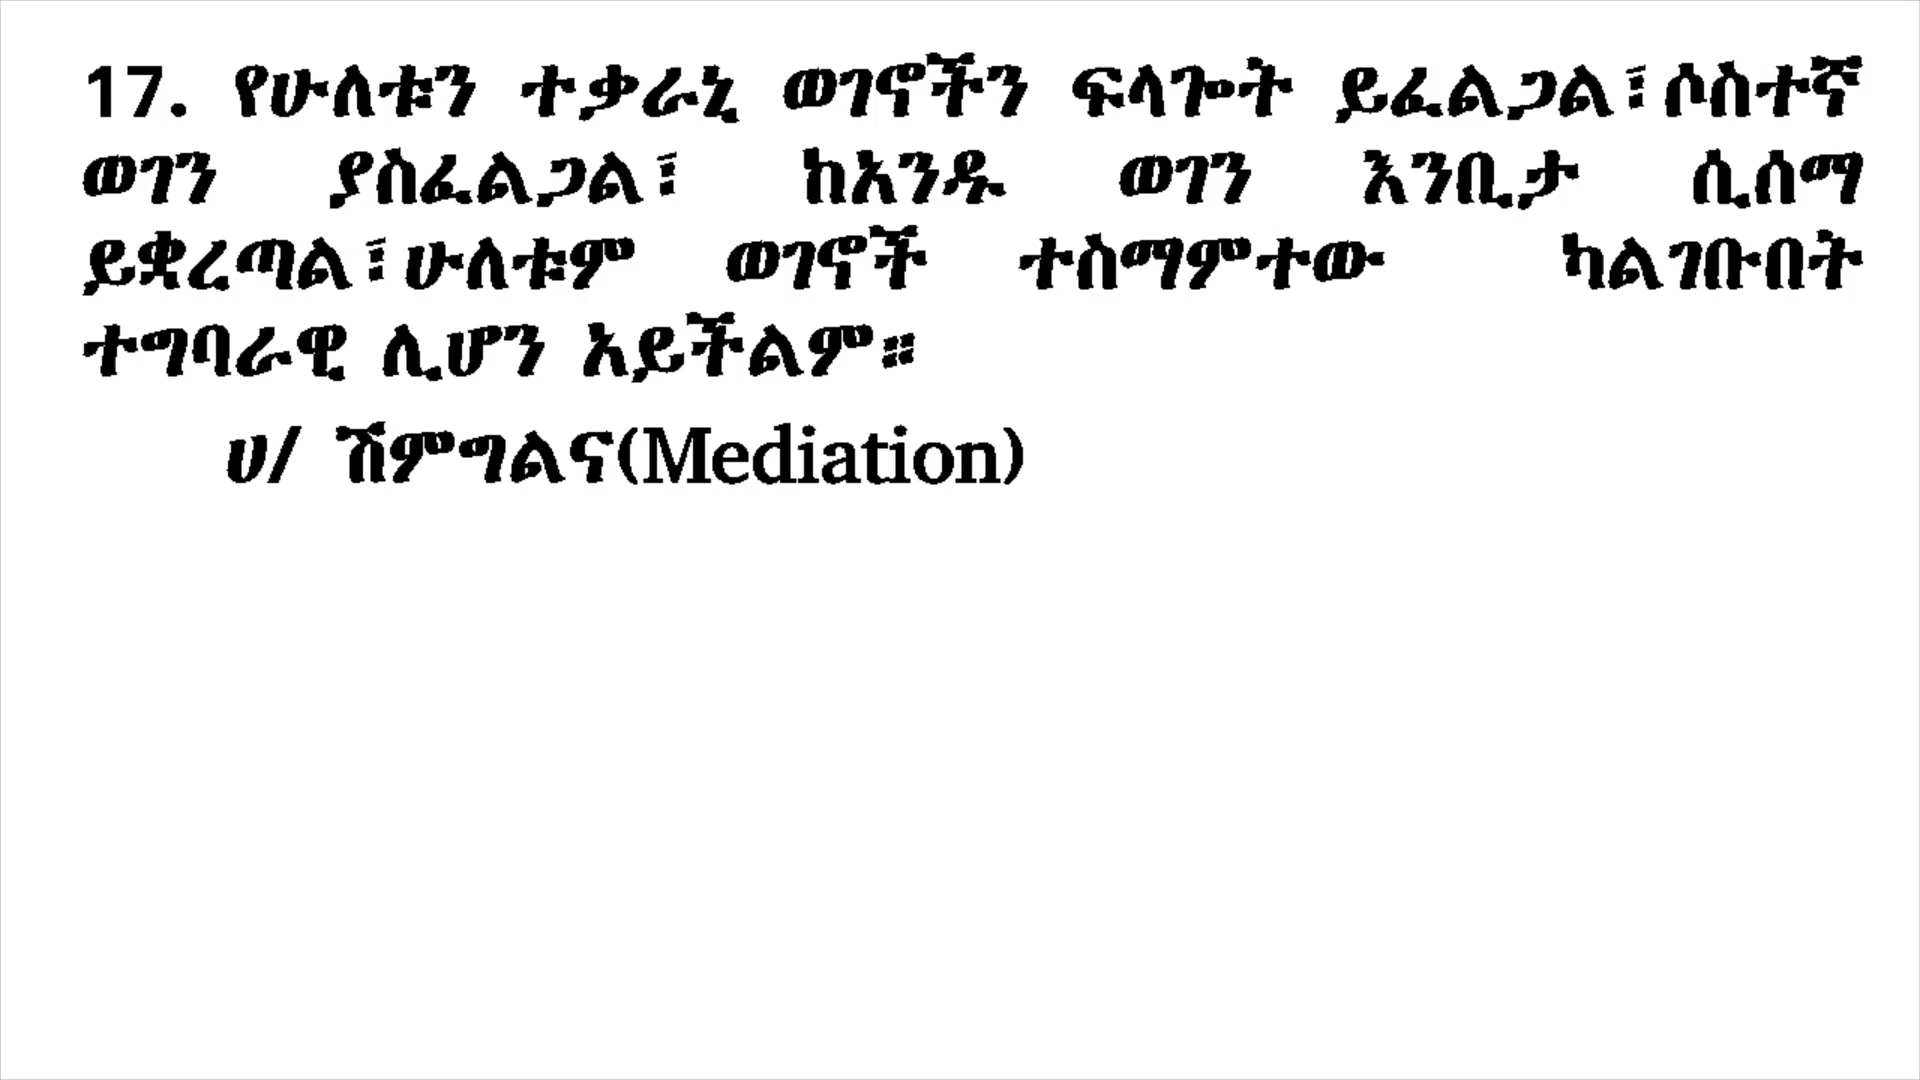 17. የሁለቱን ተቃራኒ ወገኖችን ፍላጐት ይፈልጋል፣ሶስተኛ
ወገን ያስፈልጋል፣ ከአንዱ ወገን እንቢታ ሲሰማ
ይቋረጣል፣ሁለቱም ወገኖች ተስማምተው ካልገቡበት
ተግባራዊ ሊሆን አይችልም።
ሀ/ ሽምግልና(Mediation)